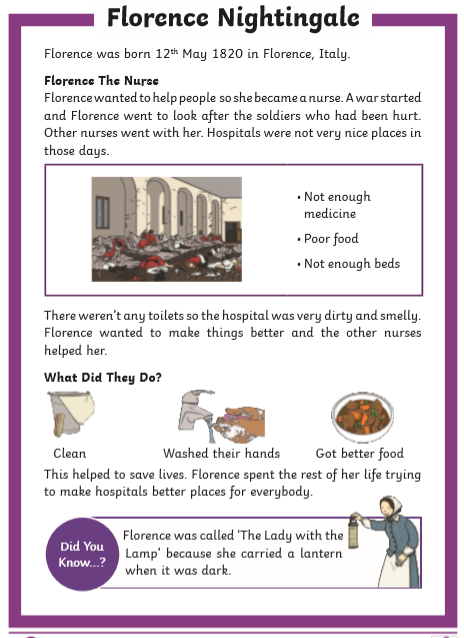 Florence Nightingale
Florence was born 12th May 1820 in Florence, Italy.
Florence The Nurse
Florence wanted to help people so she became a nurse. A war started
and Florence went to look after the soldiers who had been hurt.
Other nurses went with her. Hospitals were not very nice places in
those days.
• Not enough
medicine
• Poor food
• Not enough beds
There weren't any toilets so the hospital was very dirty and smelly.
Florence wanted to make things better and the other nurses
helped her.
What Did They Do?
Clean
Washed their hands
Got better food
This helped to save lives. Florence spent the rest of her life trying
to make hospitals better places for everybody.
Did You
Know...?
Florence was called 'The Lady with the
Lamp' because she carried a lantern
when it was dark.